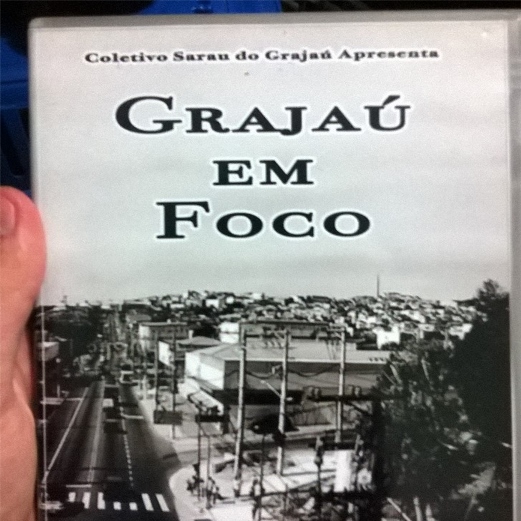 Coletivo Sarau do Grajaú Apresenta
Grajaú
em
Foco